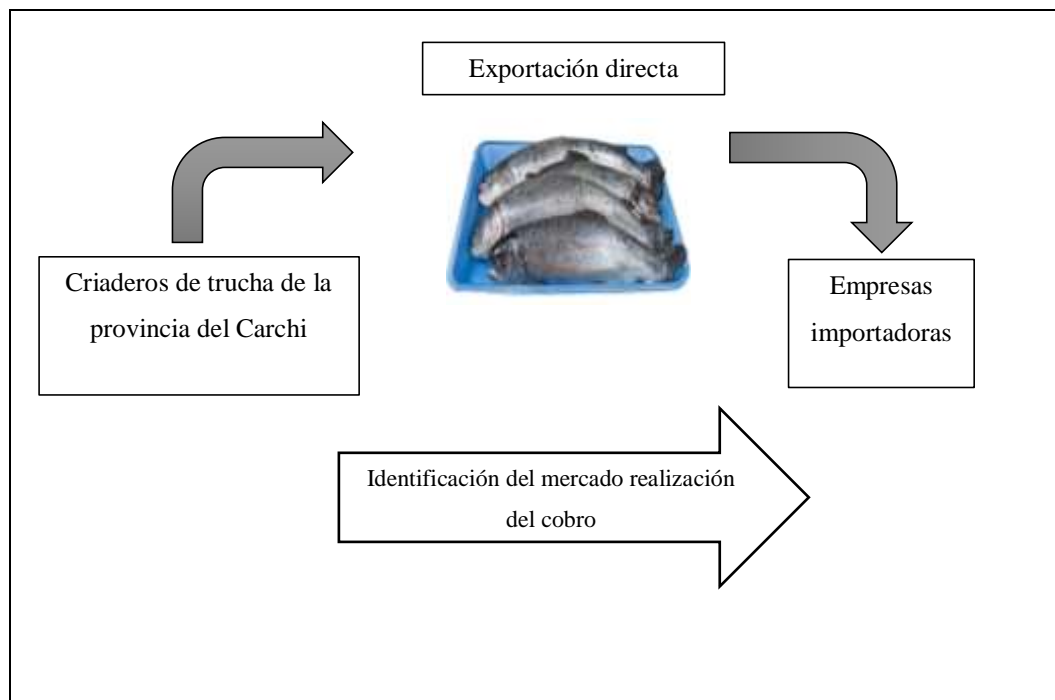 Exportación directa
Criaderos de trucha de la
provincia del Carchi
Empresas
importadoras
Identificación del mercado realización
del cobro